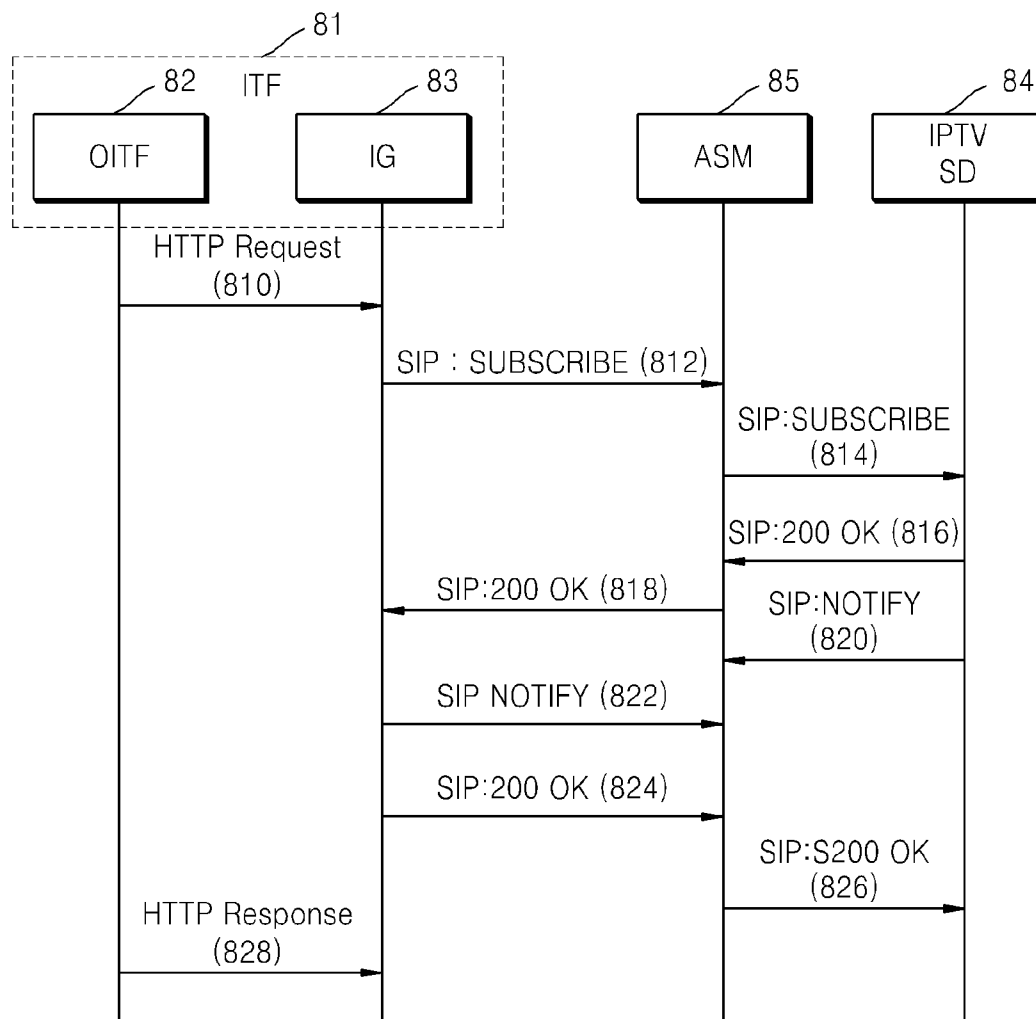 81
ITF
82
83
85
84
OITF
IG
ASM
IPTV
SD
HTTP Request
(810)
SIP : SUBSCRIBE (812)
SIP:SUBSCRIBE
(814)
SIP:200 OK (816)
SIP:200 OK (818)
SIP:NOTIFY
(820)
SIP NOTIFY (822)
SIP:200 OK (824)
SIP:S200 OK
(826)
HTTP Response
(828)